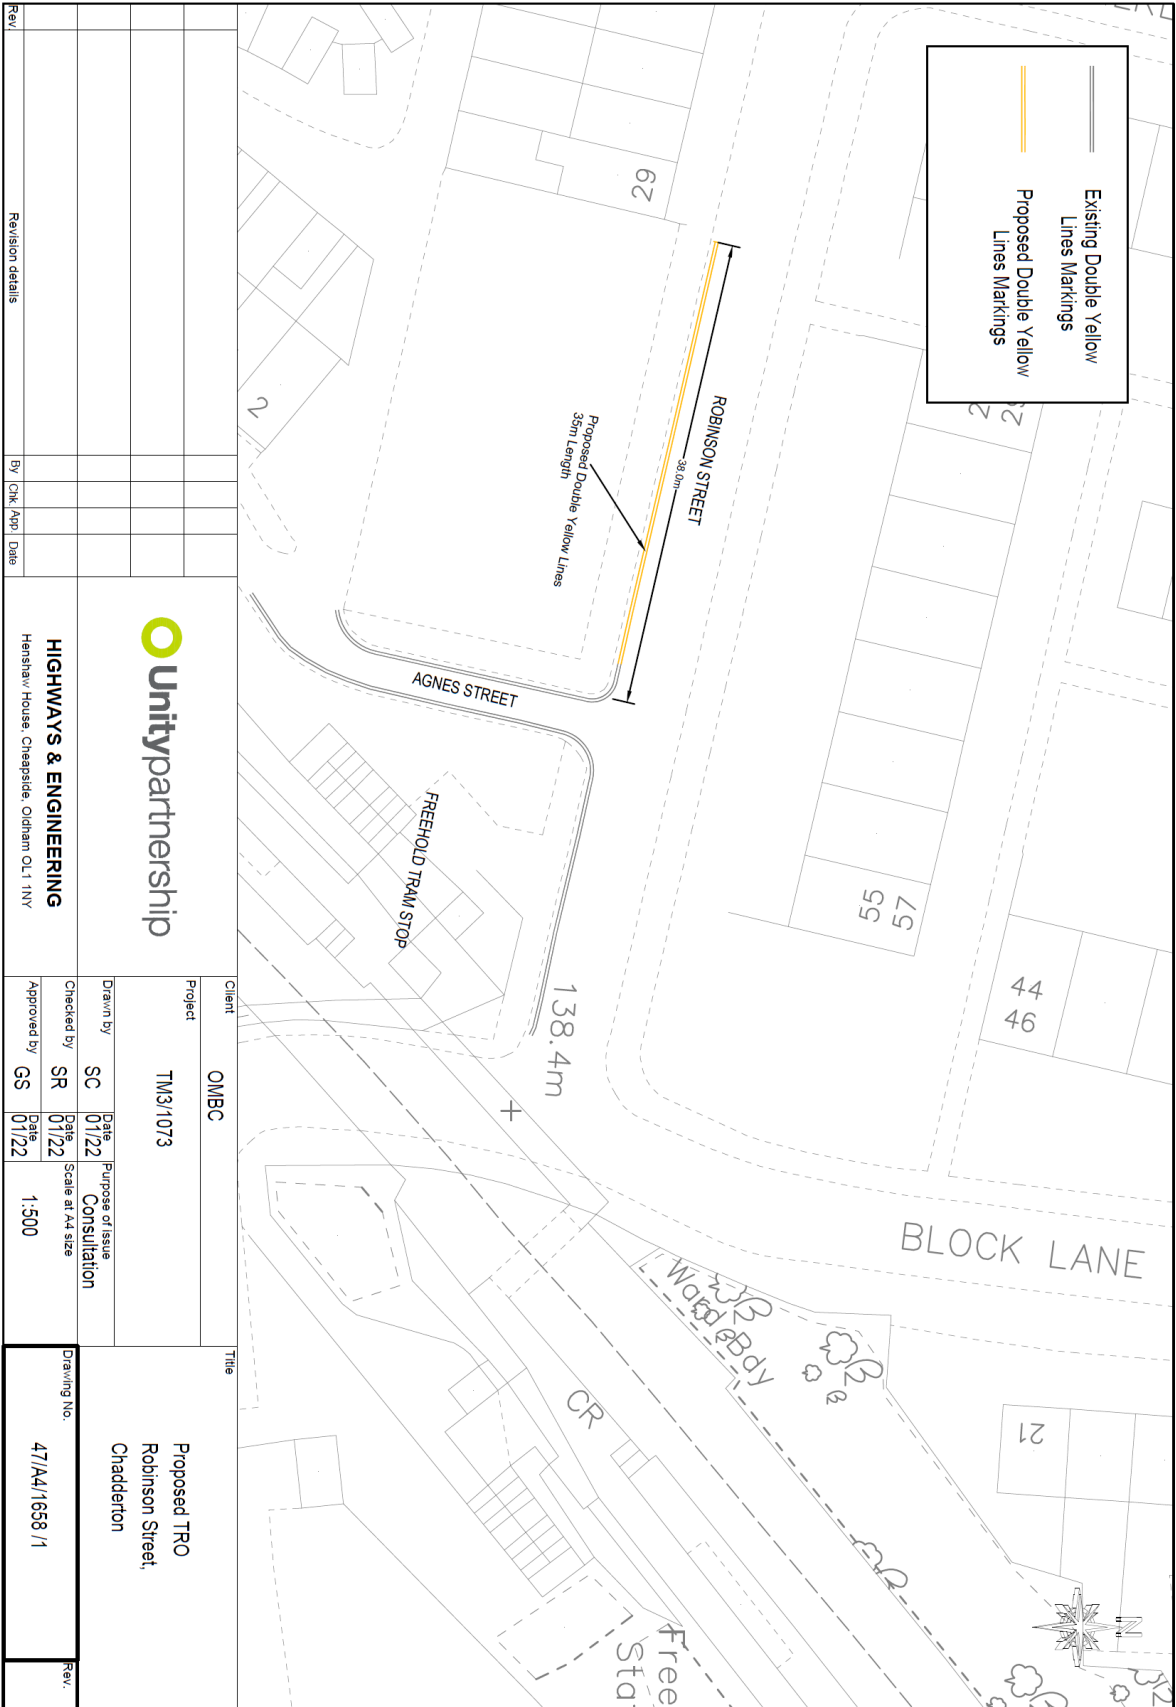 Existing Double Yellow
Lines Markings
Proposed Double Yellow
Lines Markings
29
2
ROBINSON STREET
38.0m
Proposed Double Yellow Lines
35m Length
AGNES STREET
FREEHOLD TRAM STOP
55
57
44
46
138.4m
BLOCK LANE
Ward Bdy
CR
21
N
Free
Sta
Rev.
Revision details
By
Chk.
App.
Date
Unitypartnership
HIGHWAYS & ENGINEERING
Henshaw House, Cheapside, Oldham OL1 1NY
Client
OMBC
Project
TM3/1073
Drawn by
SC
Date
01/22
Purpose of issue
Consultation
Checked by
SR
Date
01/22
Scale at A4 size
1:500
Approved by
GS
Date
01/22
Title
Proposed TRO
Robinson Street,
Chadderton
Drawing No.
47/A4/1658 /1
Rev.